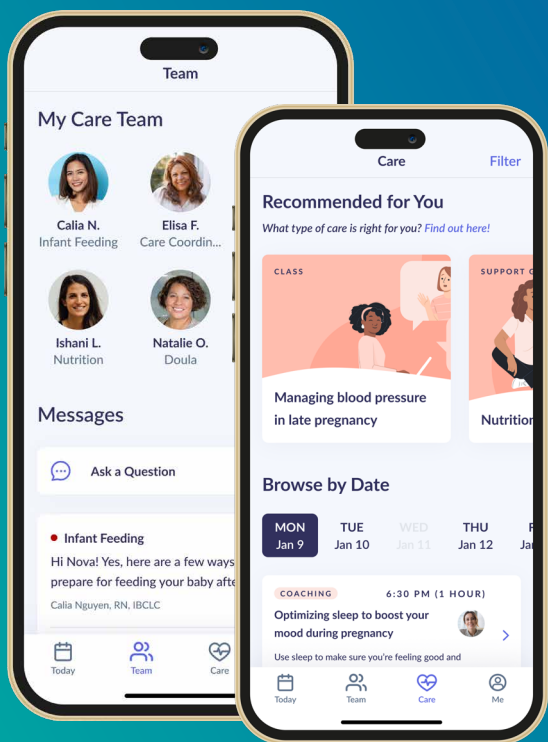 Team
My Care Team
Calia N.
Infant Feeding
Elisa F.
Care Coordin...
Ishani L.
Nutrition
Natalie O.
Doula
Messages
Ask a Question
Infant Feeding
Hi Nova! Yes, here are a few ways
prepare for feeding your baby afte
Calia Nguyen, RN, IBCLC
Today
Team
Care
Care
Filter
Recommended for You
What type of care is right for you? Find out here!
CLASS
Managing blood pressure
in late pregnancy
SUPPORT G
Nutrition
Browse by Date
MON
Jan 9
TUE
Jan 10
WED
Jan 11
THU
Jan 12
F
Jan
COACHING
6:30 PM (1 HOUR)
Optimizing sleep to boost your
mood during pregnancy
Use sleep to make sure you're feeling good and
Today
Team
Care
Me